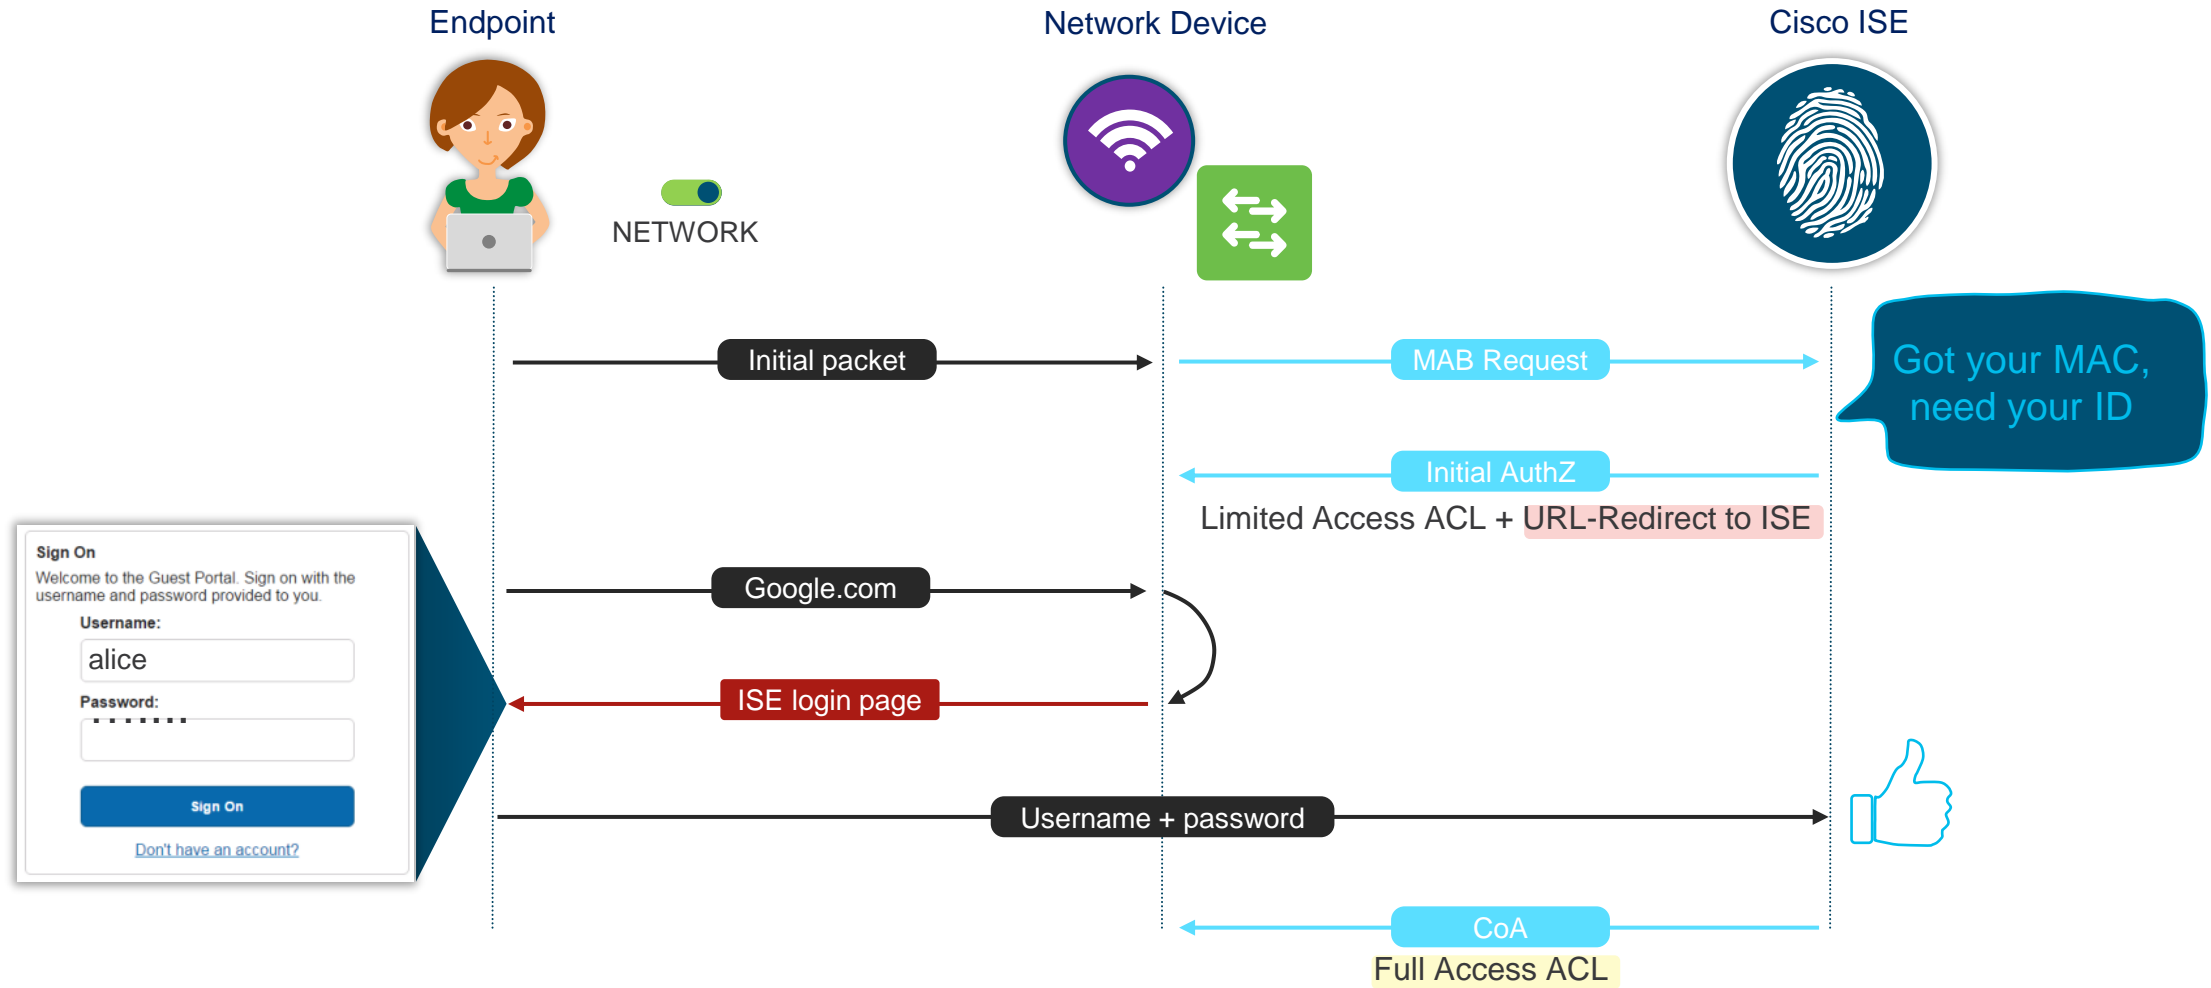 Endpoint
Network Device
Cisco ISE
NETWORK
Initial packet
MAB Request
Got your MAC,
need your ID
Initial AuthZ
Limited Access ACL + URL-Redirect to ISE
Sign On
Welcome to the Guest Portal. Sign on with the
username and password provided to you.
Username:
alice
Password:
.......
Sign On
Don't have an account?
Google.com
ISE login page
Username + password
CoA
Full Access ACL